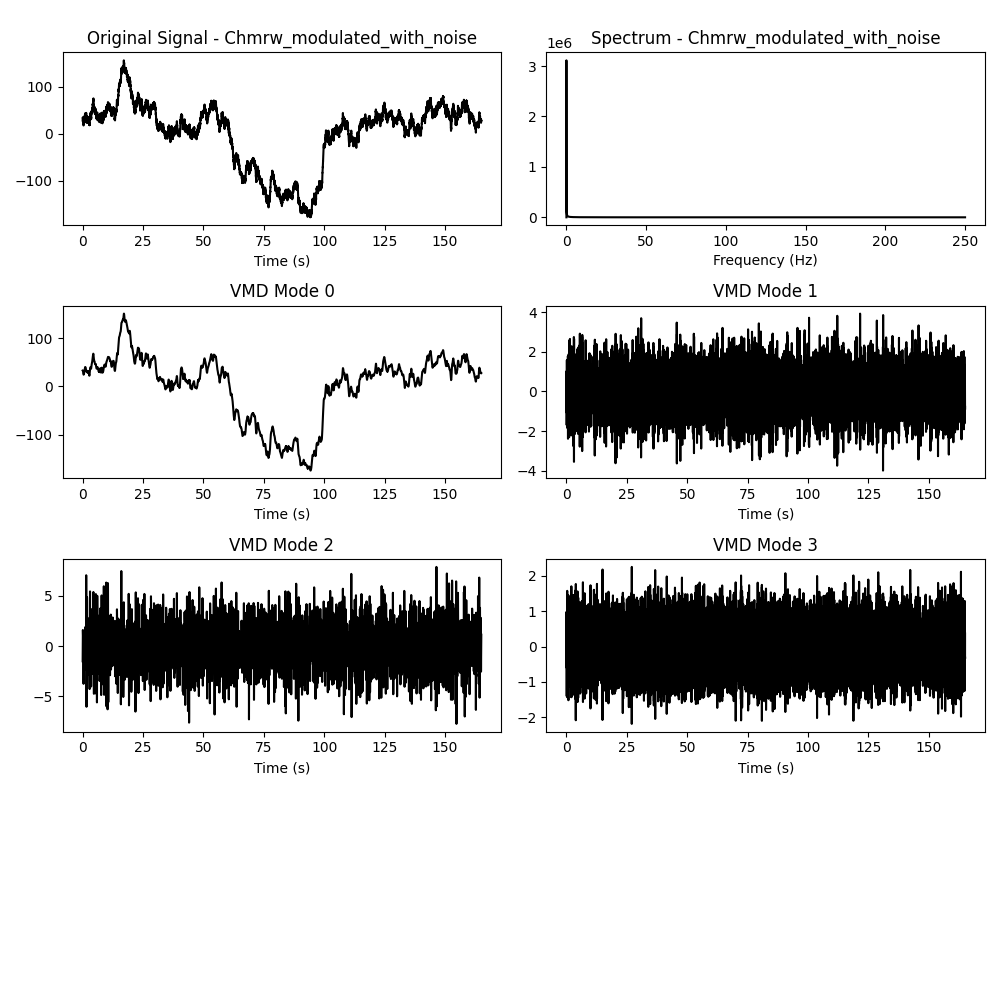 Original Signal - Chmrw_modulated_with_noise
100
0
−100
0 25 50 75 100 125 150
Time (s)
Spectrum - Chmrw_modulated_with_noise
1e6
3
2
1
0
0 50 100 150 200 250
Frequency (Hz)
VMD Mode 0
100
0
−100
0 25 50 75 100 125 150
Time (s)
VMD Mode 1
4
2
0
−2
−4
0 25 50 75 100 125 150
Time (s)
VMD Mode 2
5
0
−5
0 25 50 75 100 125 150
Time (s)
VMD Mode 3
2
1
0
−1
−2
0 25 50 75 100 125 150
Time (s)